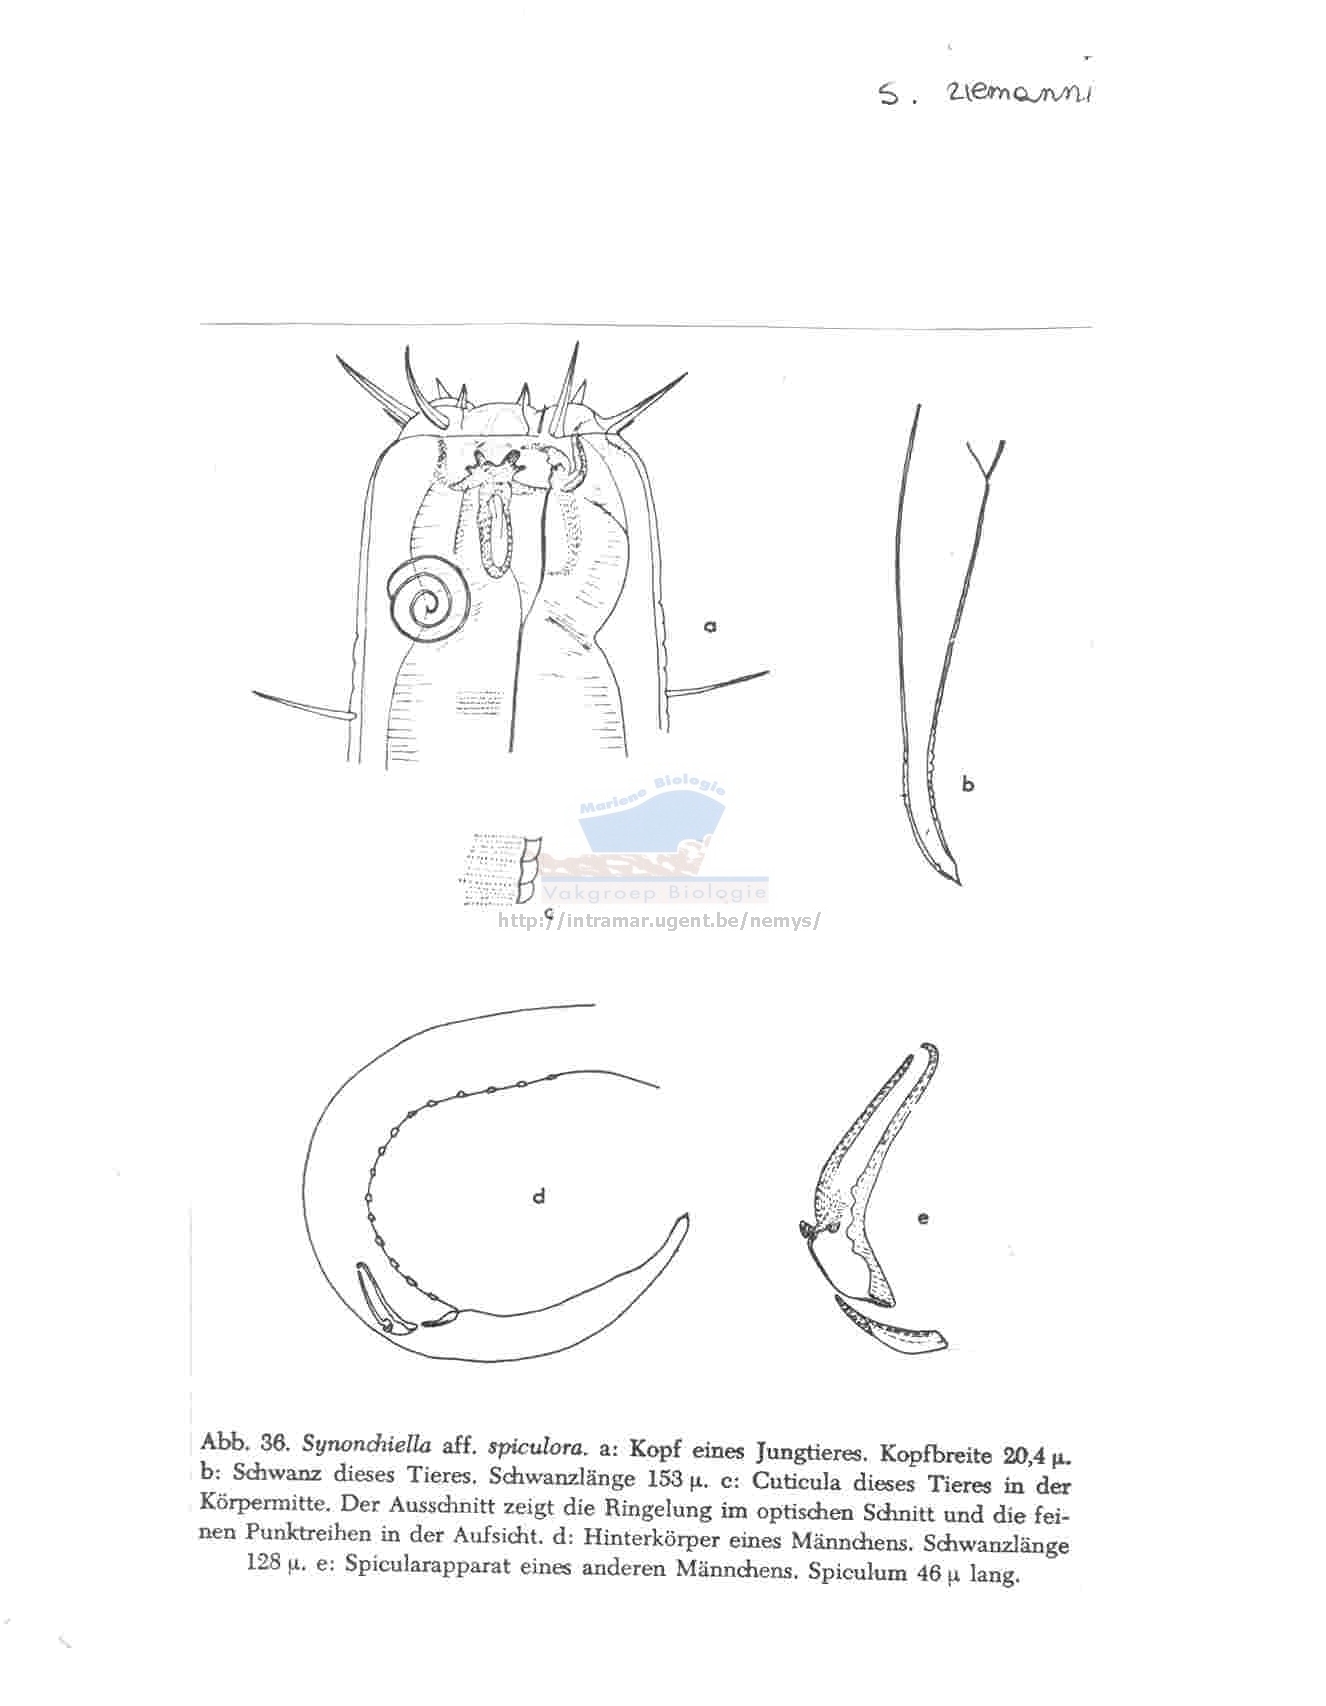 S. ziemanni
a
b
Mariene Biologie
Vakgroep Biologie
c
http://intramar.ugent.be/nemys/
d
e
Abb. 36. Synonchiella aff. spiculora. a: Kopf eines Jungtieres. Kopfbreite 20,4 µ.
b: Schwanz dieses Tieres. Schwanzlänge 153 µ. c: Cuticula dieses Tieres in der
Körpermitte. Der Ausschnitt zeigt die Ringelung im optischen Schnitt und die fei-
nen Punktreihen in der Aufsicht. d: Hinterkörper eines Männchens. Schwanzlänge
128 µ. e: Spicularapparat eines anderen Männchens. Spiculum 46 µ lang.